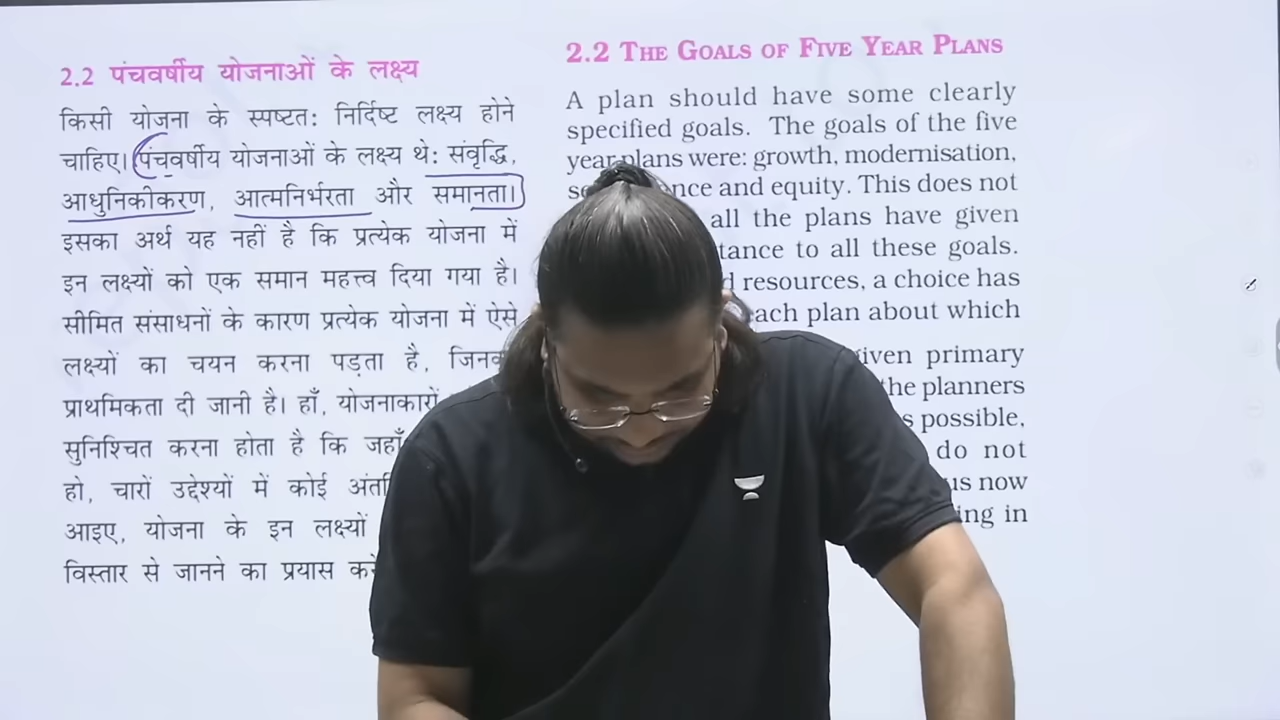 2.2 पंचवर्षीय योजनाओं के लक्ष्य
किसी योजना के स्पष्टत: निर्दिष्ट लक्ष्य होने
चाहिए। पंचवर्षीय योजनाओं के लक्ष्य थे: संवृद्धि,
आधुनिकीकरण, आत्मनिर्भरता और समानता।
इसका अर्थ यह नहीं है कि प्रत्येक योजना में
इन लक्ष्यों को एक समान महत्त्व दिया गया है।
सीमित संसाधनों के कारण प्रत्येक योजना में ऐसे
लक्ष्यों का चयन करना पड़ता है,
प्राथमिकता दी जानी है। हाँ, योजनाकारों
सुनिश्चित करना होता है कि जहाँ
हो, चारों उद्देश्यों में कोई
आइए, योजना के इन लक्ष्यों
विस्तार से जानने का प्रयास
2.2 THE GOALS OF FIVE YEAR PLANS
A plan should have some clearly
specified goals. The goals of the five
year plans were: growth, modernisation,
and equity. This does not
all the plans have given
to all these goals.
resources, a choice has
each plan about which
given primary
the planners
possible,
do not
us now
in